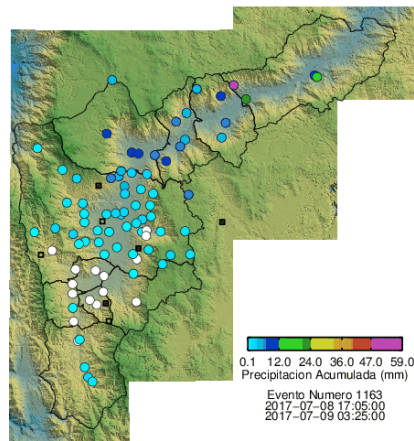 0.1 12.0 24.0 36.0 47.0 59.0
Precipitacion Acumulada (mm)
Evento Numero 1163
2017-07-08 17:05:00
2017-07-09 03:25:00